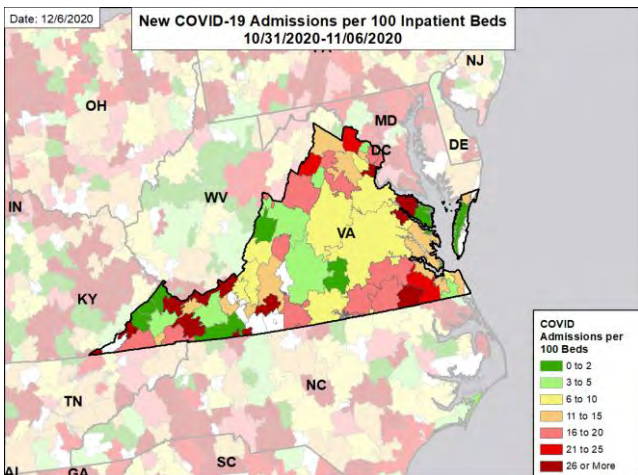 Date: 12/6/2020
New COVID-19 Admissions per 100 Inpatient Beds
10/31/2020-11/06/2020
NJ
OH
MD
DC
DE
WV
IN
VA
KY
NC
TN
SC
AL
GA
COVID
Admissions per
100 Beds
0 to 2
3 to 5
6 to 10
11 to 15
16 to 20
21 to 25
26 or More